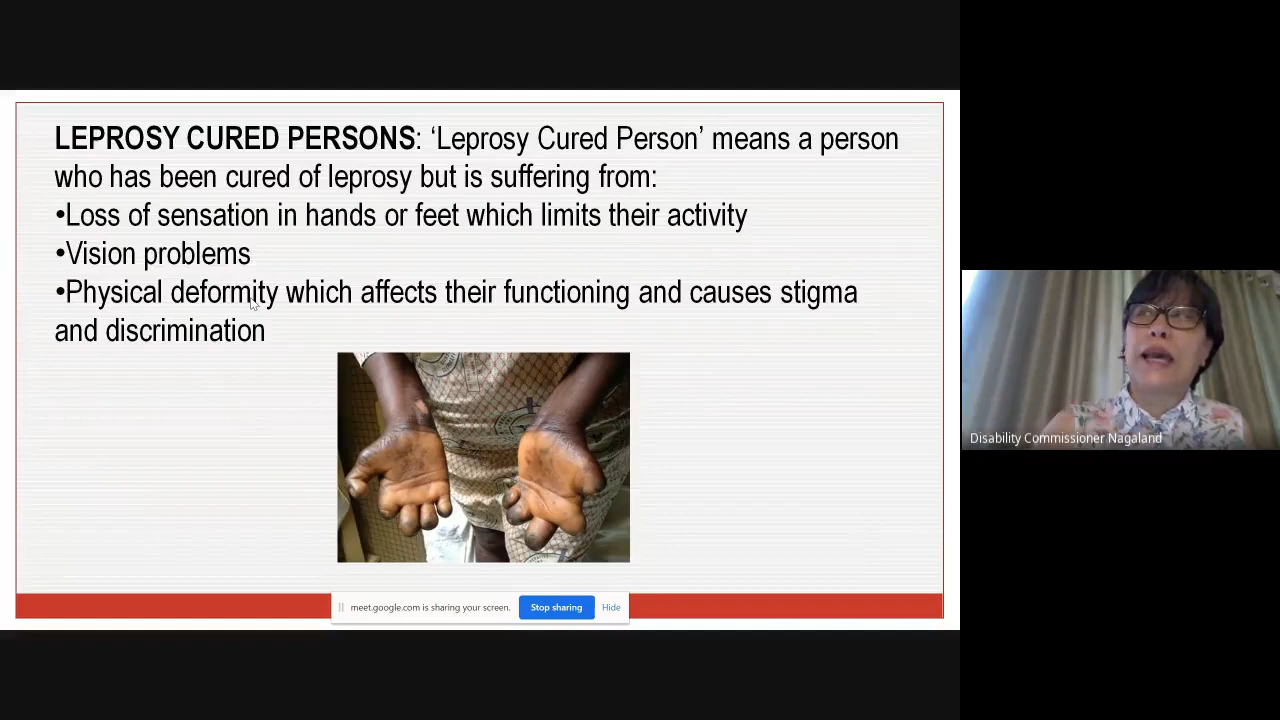 LEPROSY CURED PERSONS: ‘Leprosy Cured Person’ means a person
who has been cured of leprosy but is suffering from:
•Loss of sensation in hands or feet which limits their activity
•Vision problems
•Physical deformity which affects their functioning and causes stigma
and discrimination
Disability Commissioner Nagaland
meet.google.com is sharing your screen. Stop sharing Hide